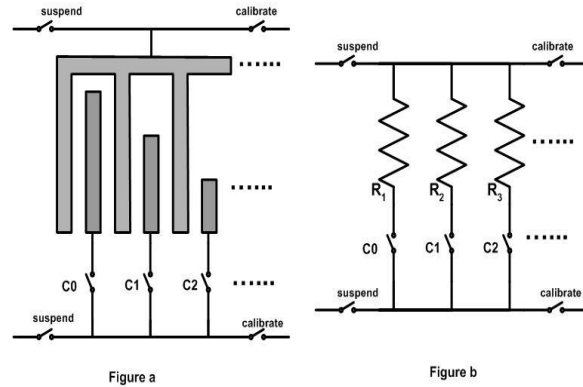 suspend
calibrate
C0
C1
C2
suspend
calibrate
Figure a
suspend
calibrate
R1
R2
R3
C0
C1
C2
suspend
calibrate
Figure b